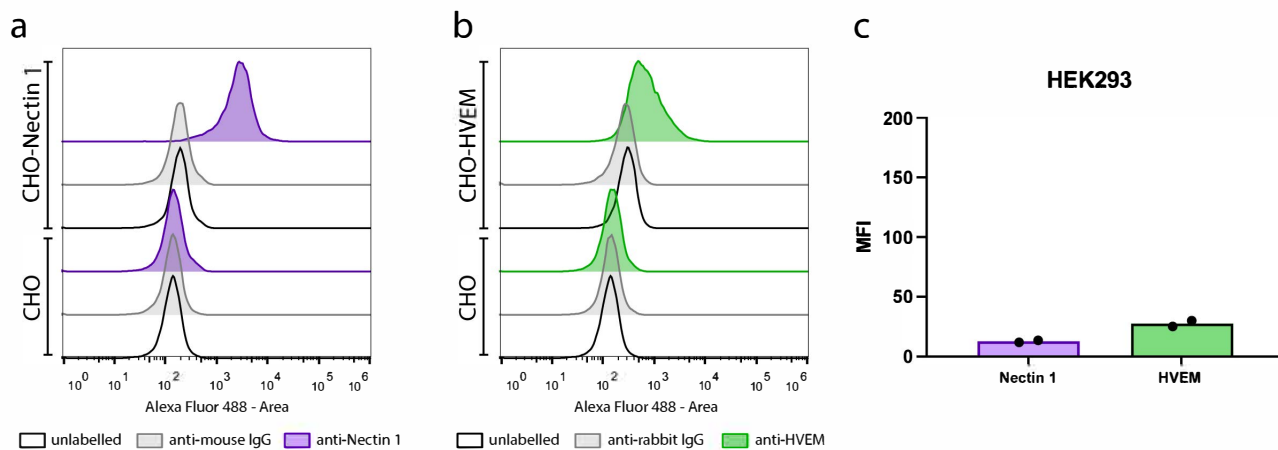 a
CHO-Nectin 1
CHO
10^0 10^1 10^2 10^3 10^4 10^5 10^6
Alexa Fluor 488 - Area
unlabelled anti-mouse IgG anti-Nectin 1
b
CHO-HVEM
CHO
10^0 10^1 10^2 10^3 10^4 10^5 10^6
Alexa Fluor 488 - Area
unlabelled anti-rabbit IgG anti-HVEM
c
HEK293
MFI
200
150
100
50
0
Nectin 1 HVEM